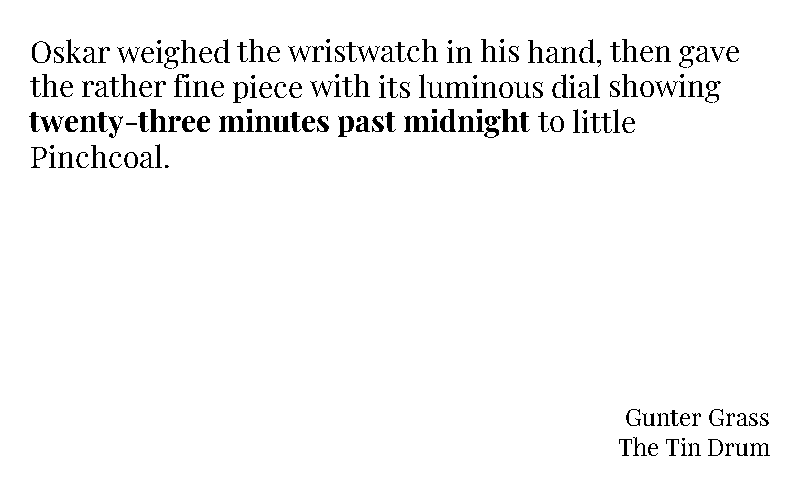 Oskar weighed the wristwatch in his hand, then gave
the rather fine piece with its luminous dial showing
twenty-three minutes past midnight to little
Pinchcoal.
Gunter Grass
The Tin Drum